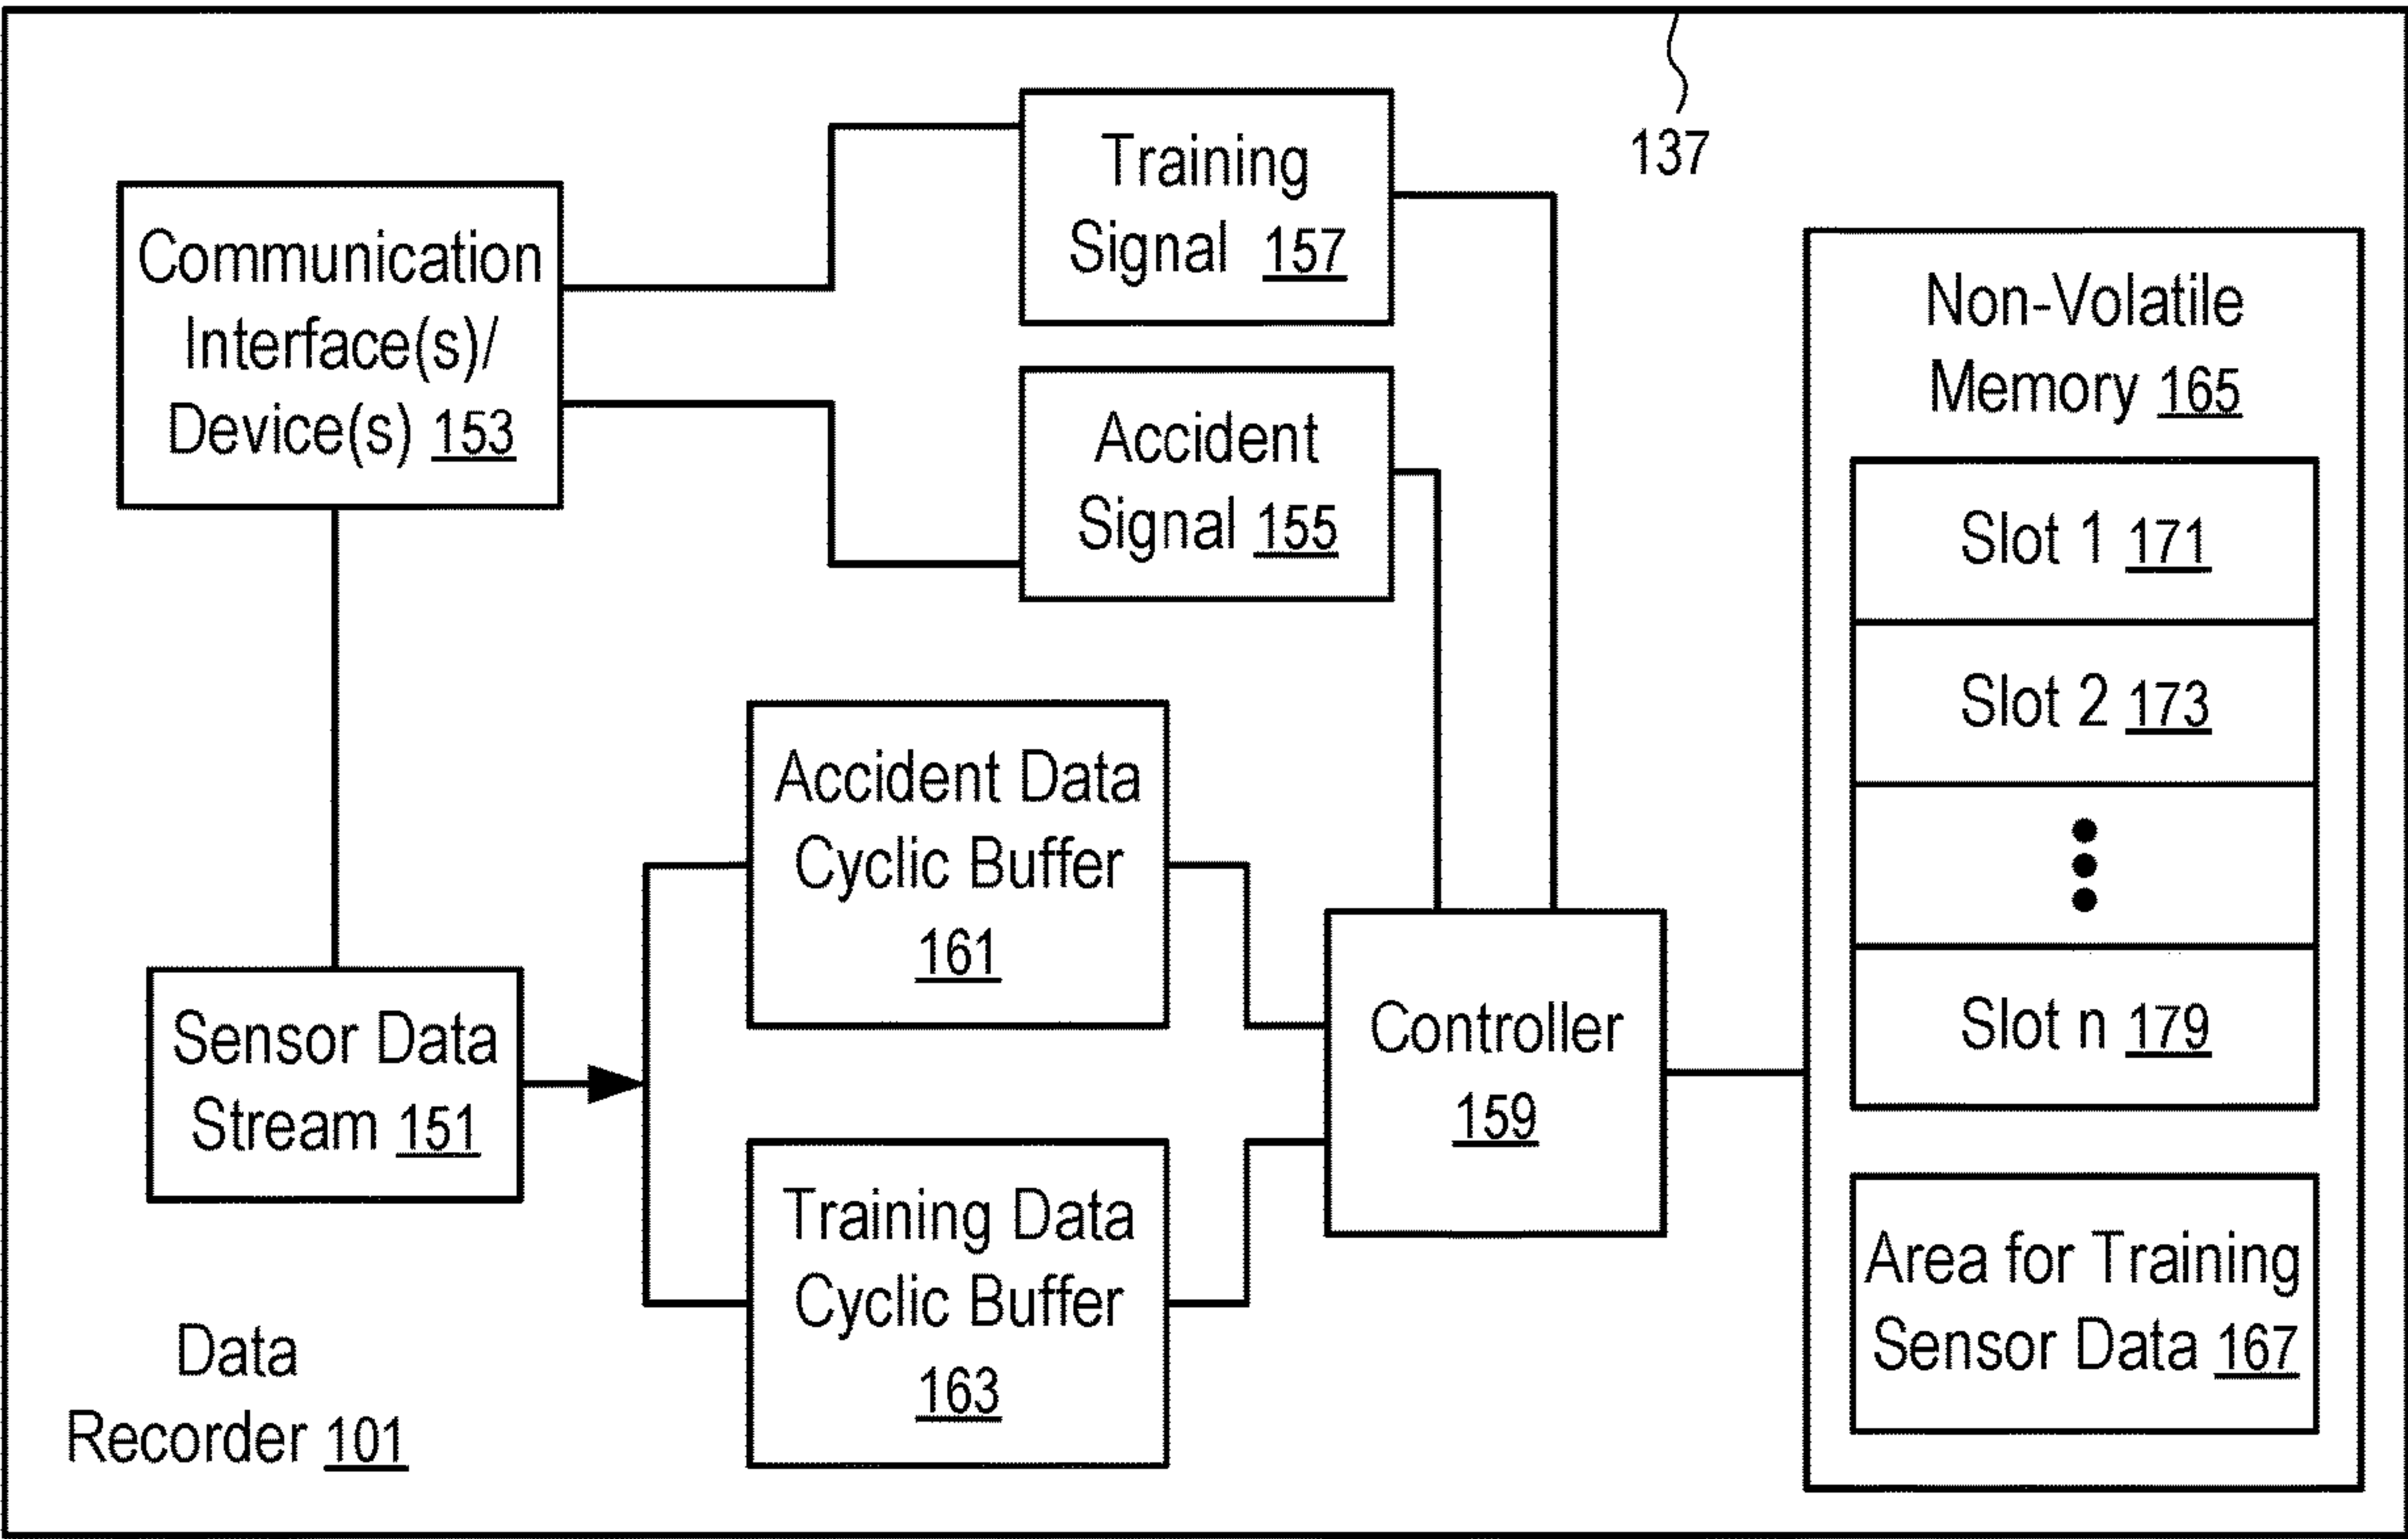 137
Communication
Interface(s)/
Device(s) 153
Training
Signal 157
Accident
Signal 155
Sensor Data
Stream 151
Accident Data
Cyclic Buffer
161
Training Data
Cyclic Buffer
163
Controller
159
Non-Volatile
Memory 165
Slot 1 171
Slot 2 173
Slot n 179
Area for Training
Sensor Data 167
Data
Recorder 101